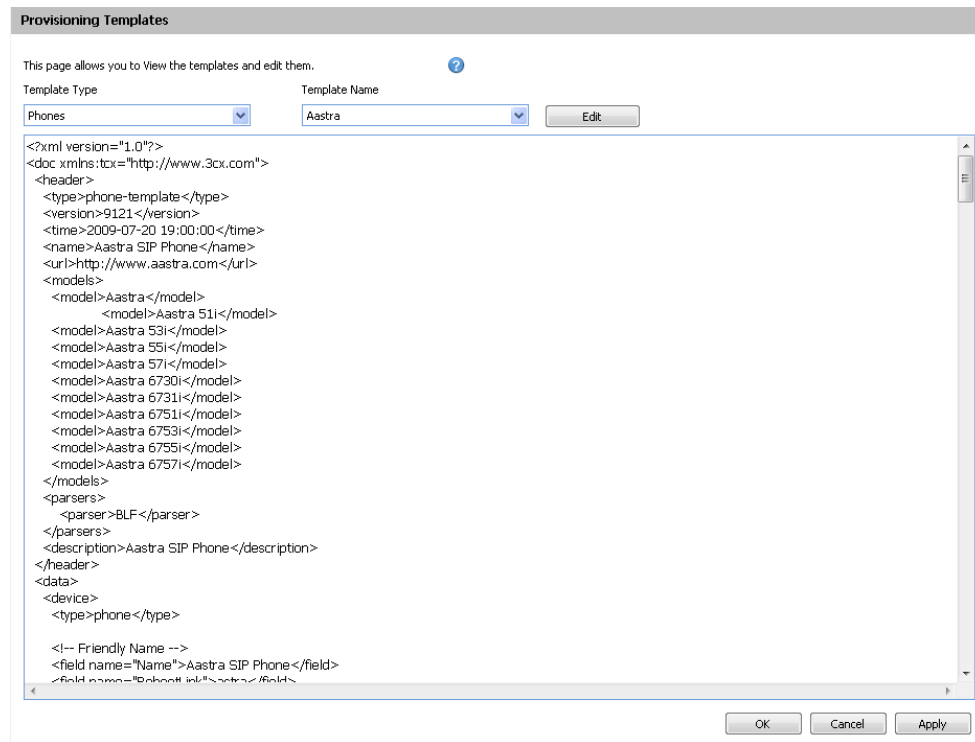 Provisioning Templates
This page allows you to View the templates and edit them.
Template Type Template Name
Phones Aastra Edit
<?xml version="1.0"?>
<doc xmlns:tcx="http://www.3cx.com">
<header>
<type>phone-template</type>
<version>9121</version>
<time>2009-07-20 19:00:00</time>
<name>Aastra SIP Phone</name>
<url>http://www.aastra.com</url>
<models>
<model>Aastra</model>
<model>Aastra 51i</model>
<model>Aastra 53i</model>
<model>Aastra 55i</model>
<model>Aastra 57i</model>
<model>Aastra 6730i</model>
<model>Aastra 6731i</model>
<model>Aastra 6751i</model>
<model>Aastra 6753i</model>
<model>Aastra 6755i</model>
<model>Aastra 6757i</model>
</models>
<parsers>
<parser>BLF</parser>
</parsers>
<description>Aastra SIP Phone</description>
</header>
<data>
<device>
<type>phone</type>
<!-- Friendly Name -->
<field name="Name">Aastra SIP Phone</field>
<field name="RebootLink">astra</field>
OK Cancel Apply